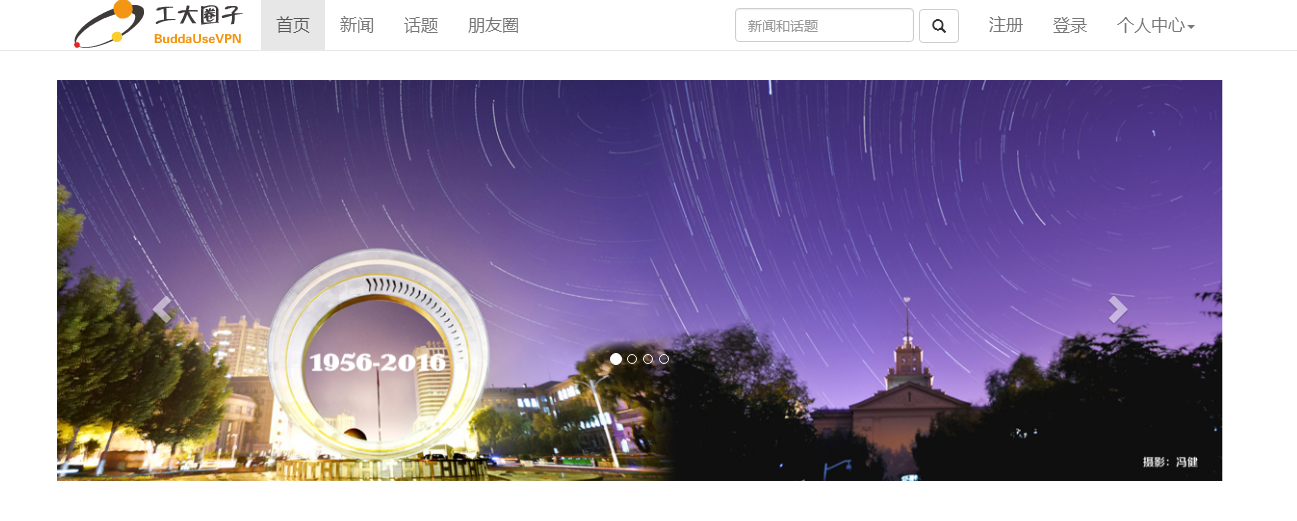 工大圈子
BuddaUseVPN
首页
新闻
话题
朋友圈
新闻和话题
注册
登录
个人中心
1956-2016
摄影：冯健